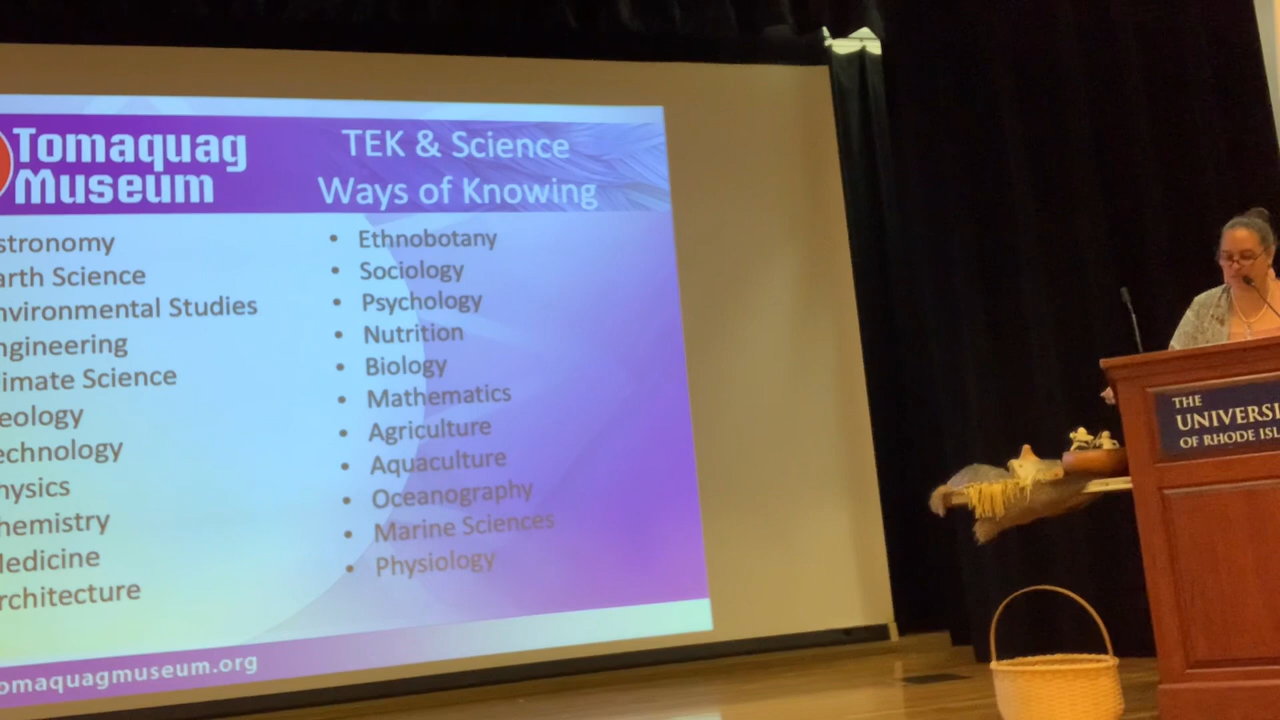 Tomaquag
Museum
TEK & Science
Ways of Knowing
stronomy
arth Science
nvironmental Studies
ngineering
limate Science
eology
echnology
hysics
hemistry
edicine
rchitecture
• Ethnobotany
• Sociology
• Psychology
• Nutrition
• Biology
• Mathematics
• Agriculture
• Aquaculture
• Oceanography
• Marine Sciences
• Physiology
omaquagmuseum.org
THE
UNIVERSI
OF RHODE ISL